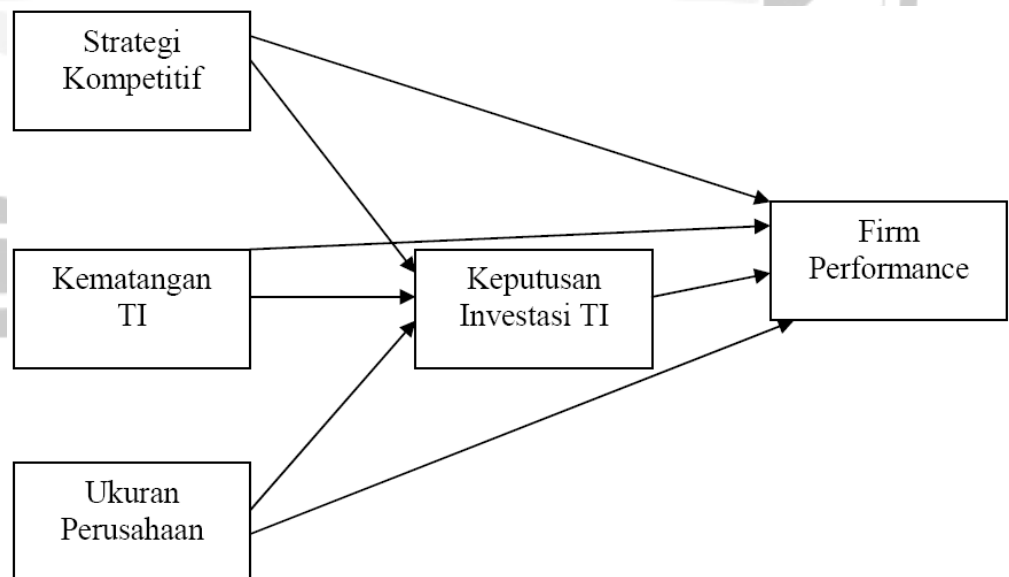 Strategi
Kompetitif
Kematangan
TI
Keputusan
Investasi TI
Firm
Performance
Ukuran
Perusahaan